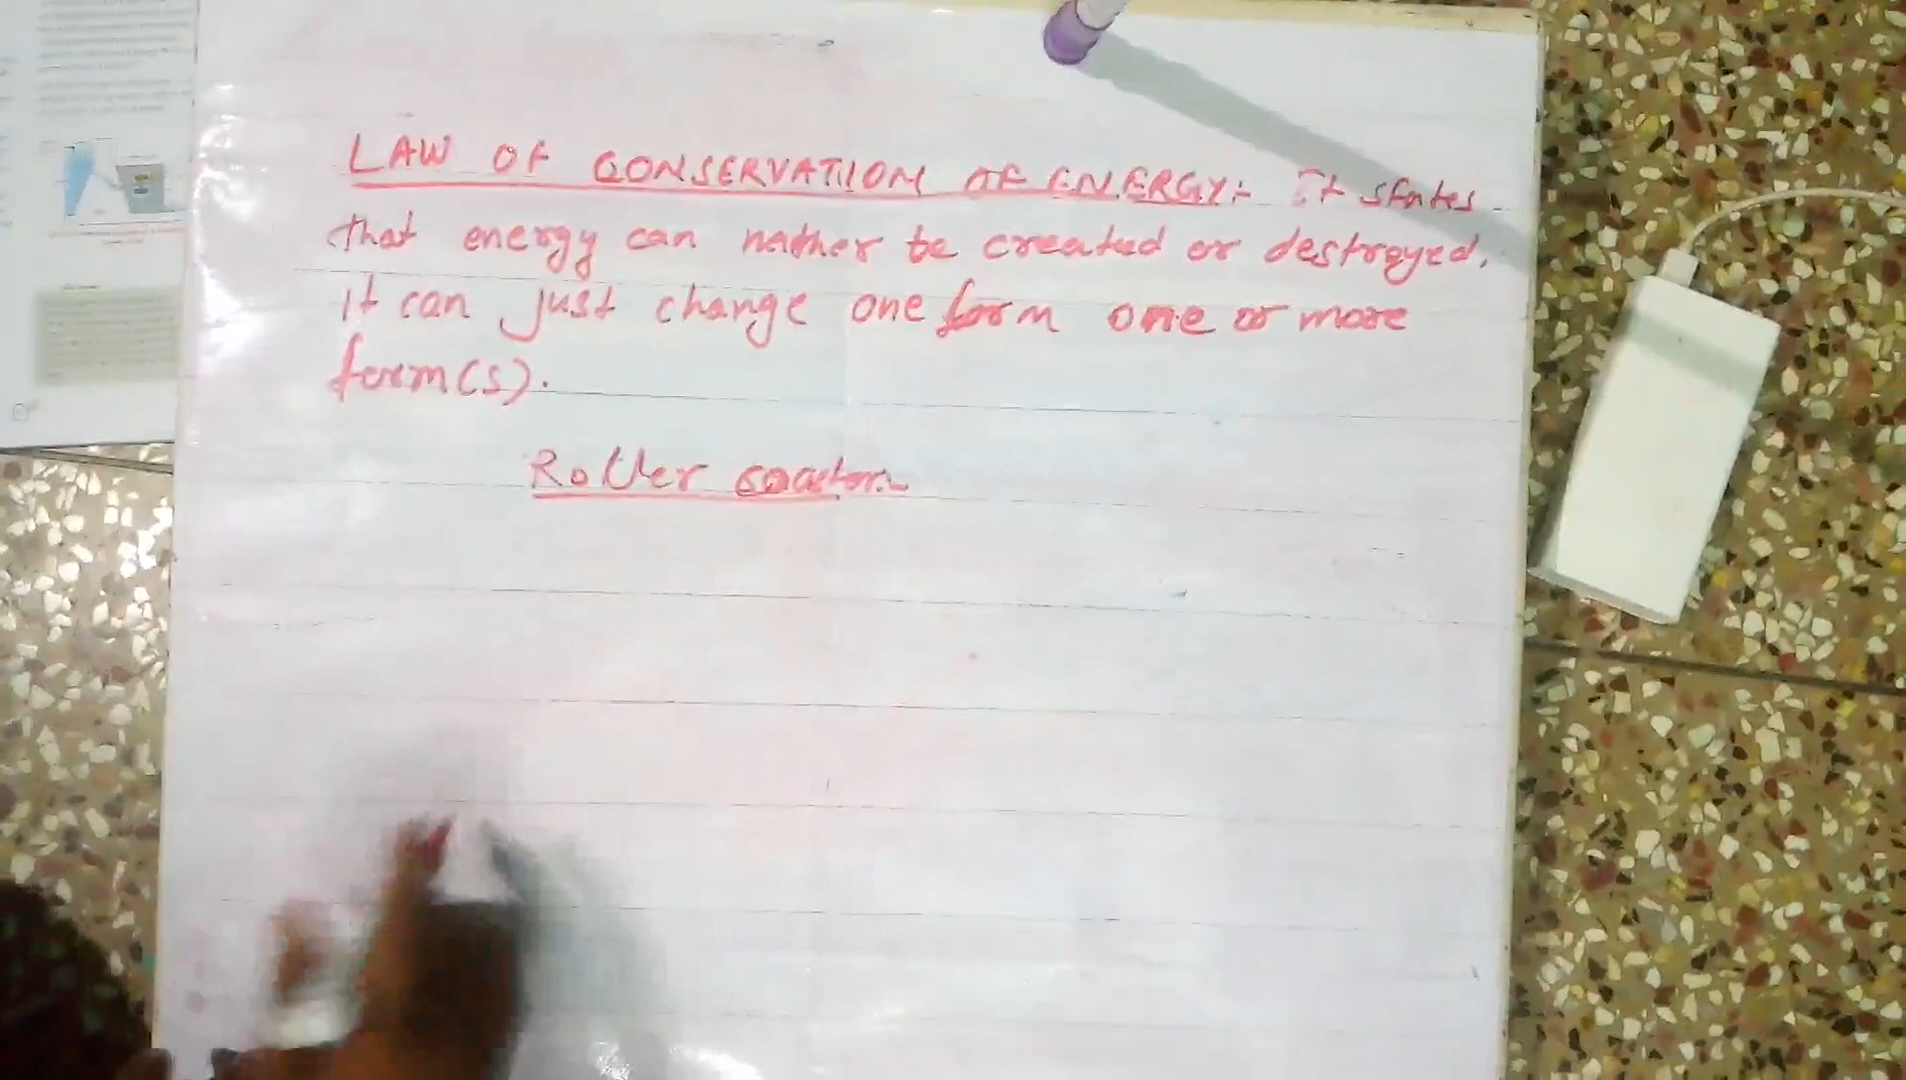 LAW OF CONSERVATION OF ENERGY:- It states
that energy can neither be created or destroyed.
it can just change one form one or more
form(s).
Roller coaster:-